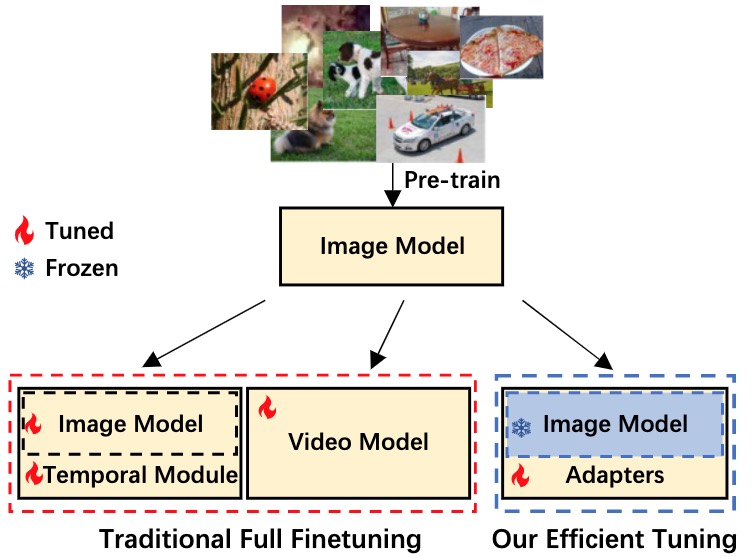 Pre-train
Image Model
Tuned
Frozen
Image Model
Temporal Module
Video Model
Image Model
Adapters
Traditional Full Finetuning
Our Efficient Tuning